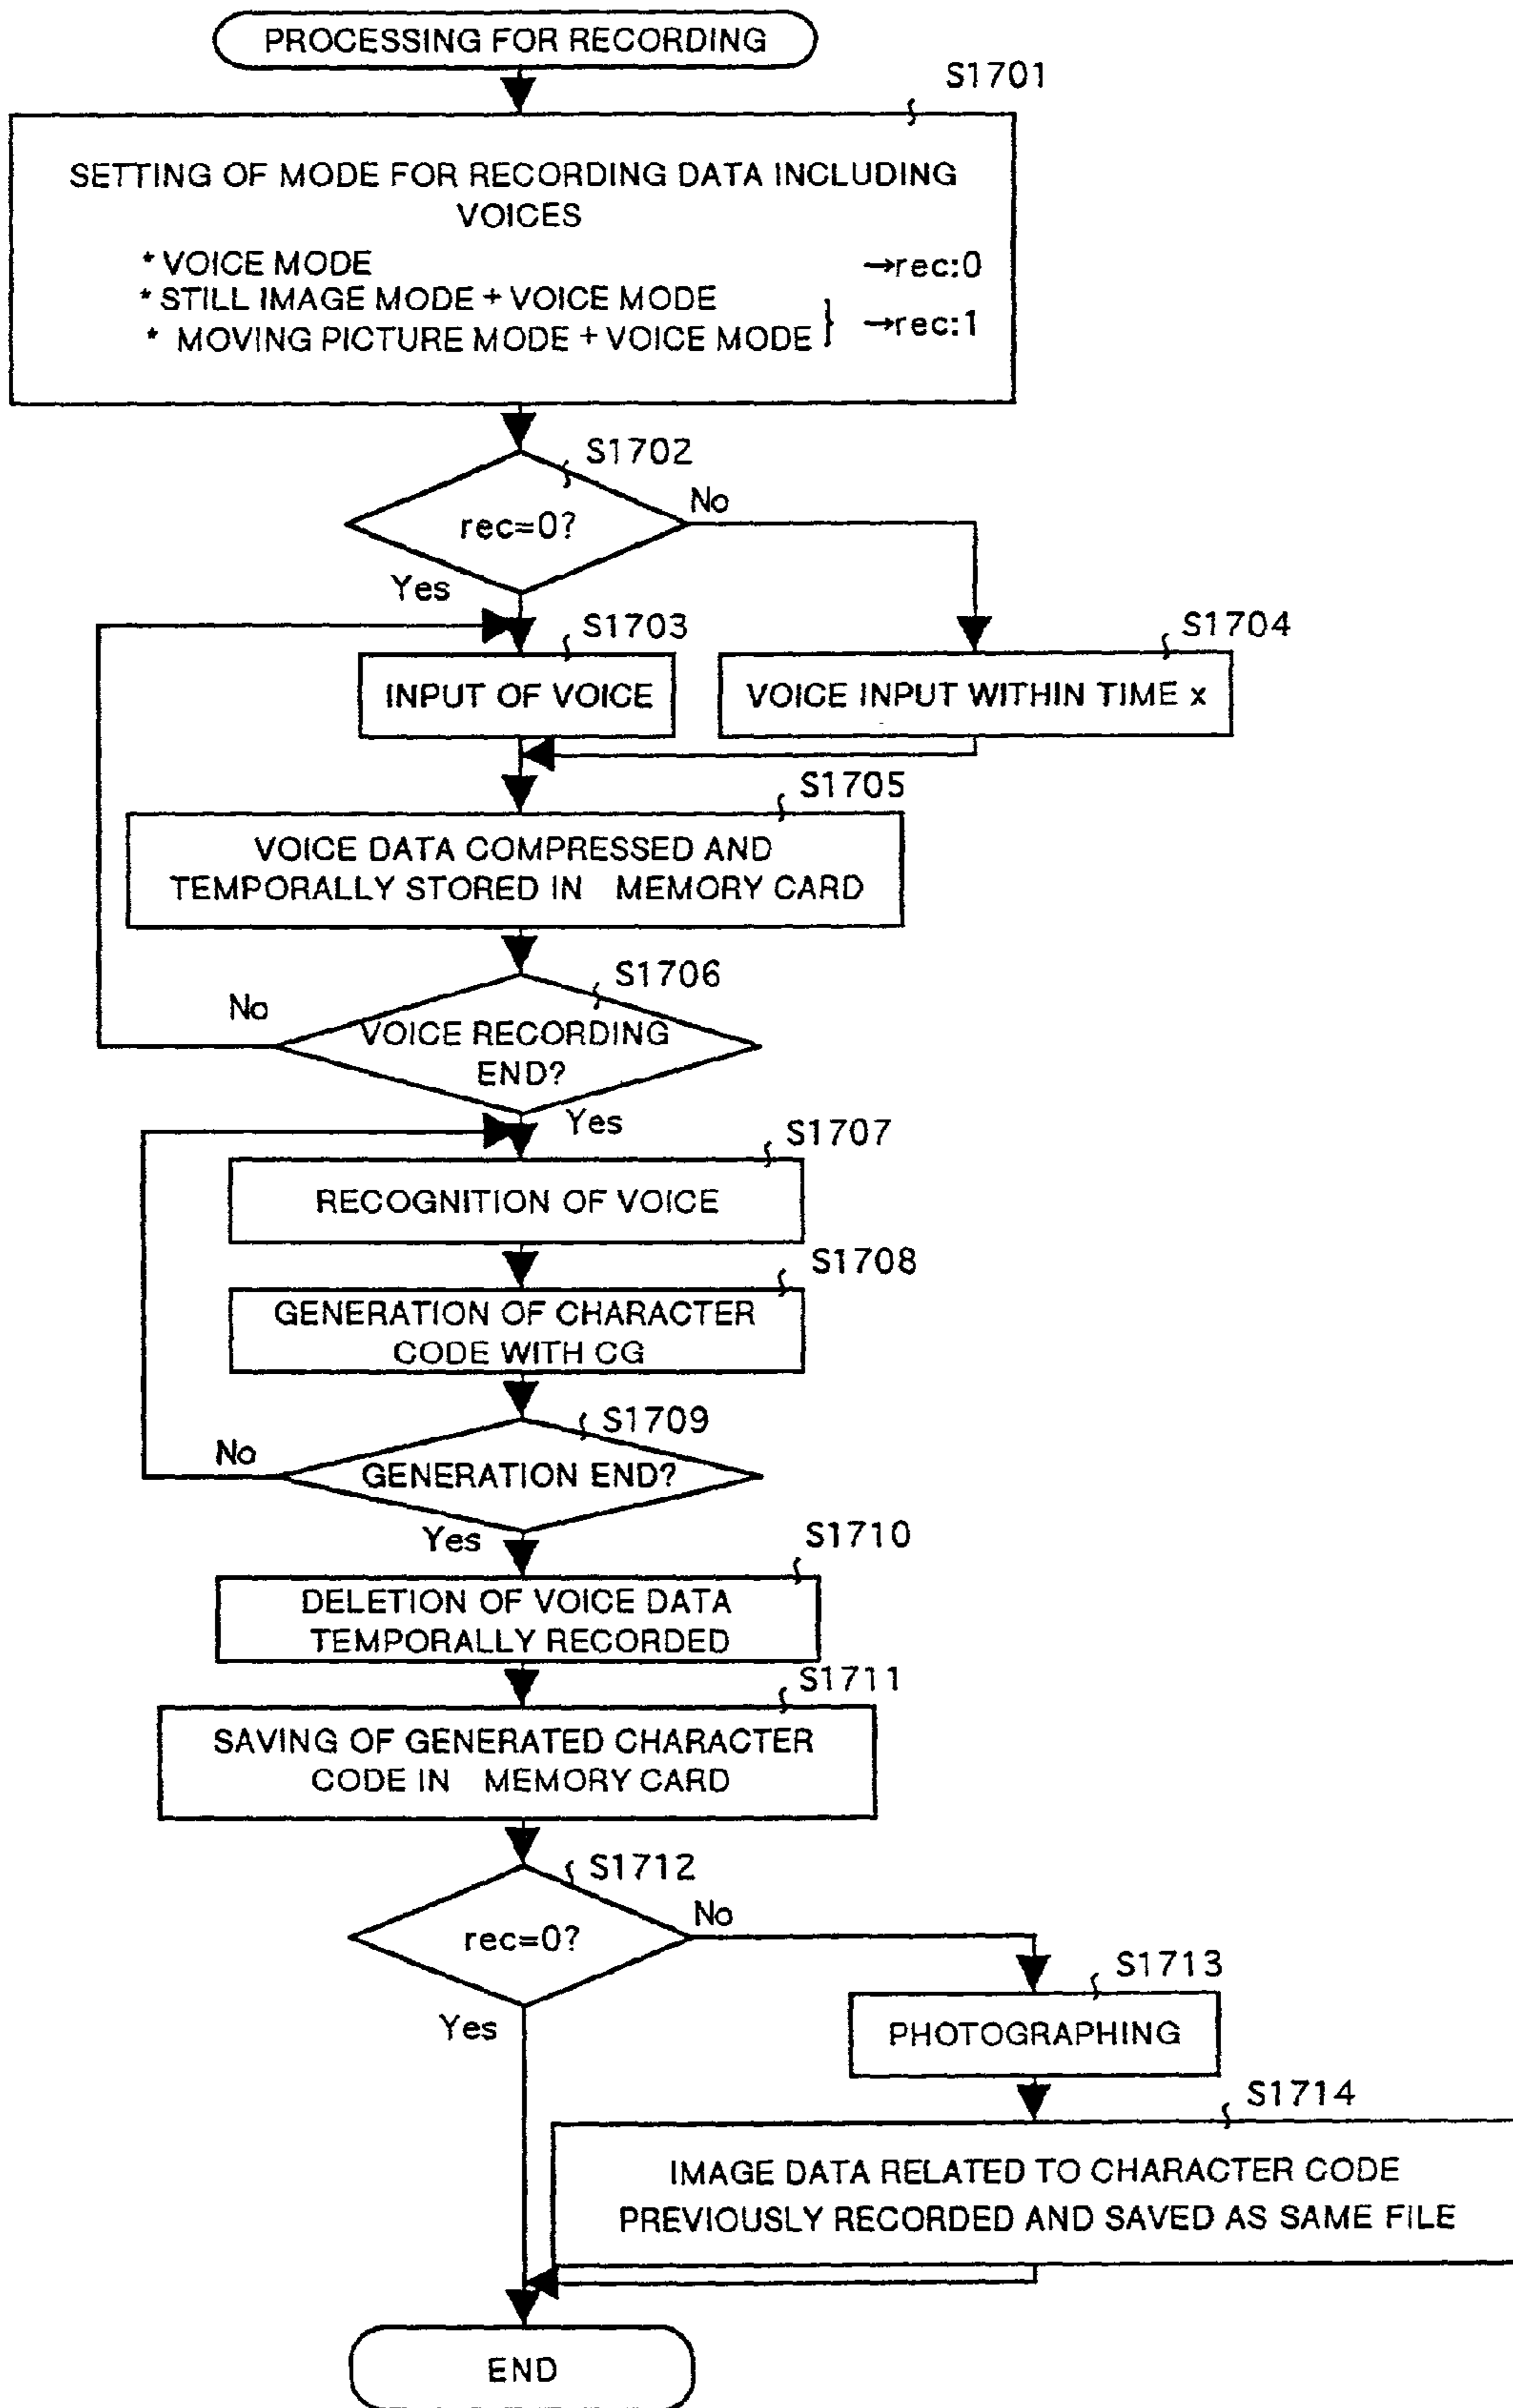 PROCESSING FOR RECORDING
S1701
SETTING OF MODE FOR RECORDING DATA INCLUDING
VOICES
* VOICE MODE →rec:0
* STILL IMAGE MODE + VOICE MODE
* MOVING PICTURE MODE + VOICE MODE } →rec:1
S1702
rec=0?
No
Yes
S1703
INPUT OF VOICE
S1704
VOICE INPUT WITHIN TIME x
S1705
VOICE DATA COMPRESSED AND
TEMPORALLY STORED IN MEMORY CARD
S1706
No
VOICE RECORDING
END?
Yes
S1707
RECOGNITION OF VOICE
S1708
GENERATION OF CHARACTER
CODE WITH CG
S1709
No
GENERATION END?
Yes
S1710
DELETION OF VOICE DATA
TEMPORALLY RECORDED
S1711
SAVING OF GENERATED CHARACTER
CODE IN MEMORY CARD
S1712
rec=0?
No
Yes
S1713
PHOTOGRAPHING
S1714
IMAGE DATA RELATED TO CHARACTER CODE
PREVIOUSLY RECORDED AND SAVED AS SAME FILE
END